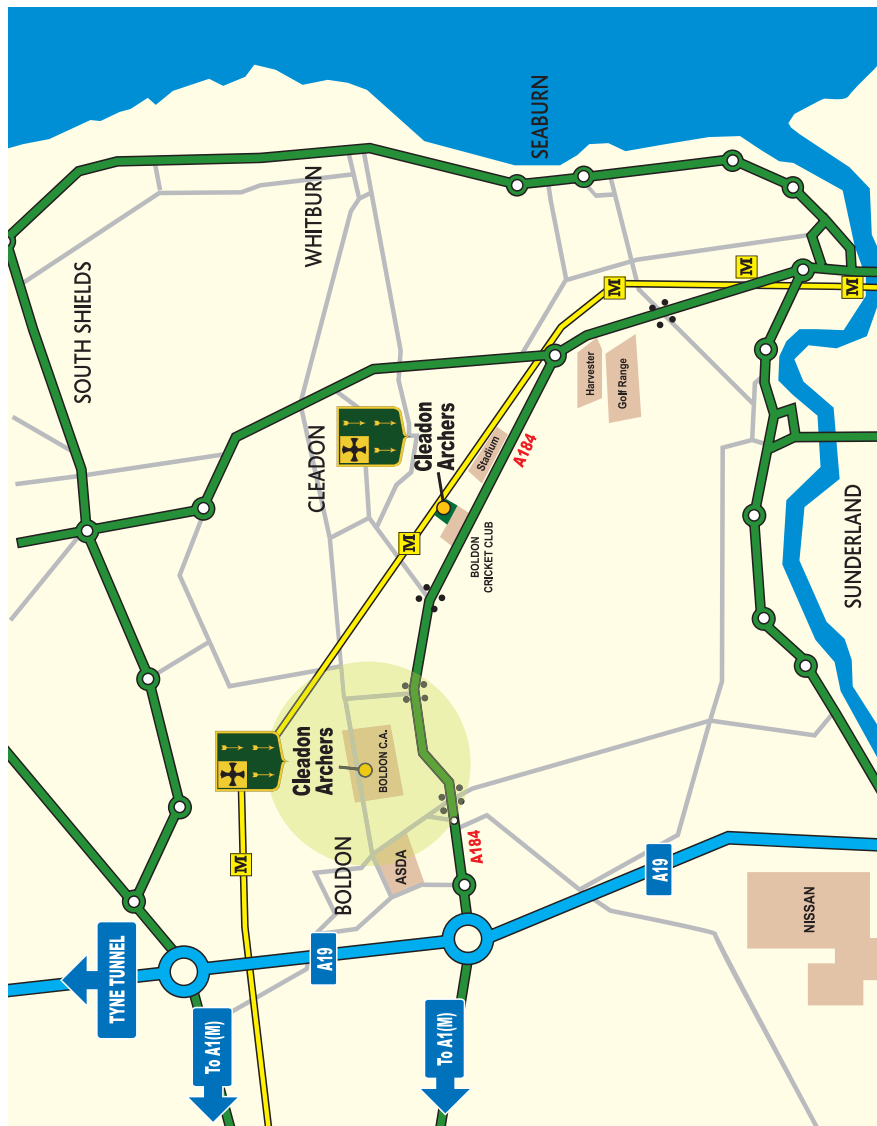 SEABURN
WHITBURN
SOUTH SHIELDS
M
M
M
Harvester
Golf Range
CLEADON
Cleadon
Archers
Stadium
A184
M
BOLDON
CRICKET CLUB
SUNDERLAND
Cleadon
Archers
BOLDON C.A.
BOLDON
M
ASDA
A184
A19
NISSAN
A19
TYNE TUNNEL
To A1(M)
To A1(M)